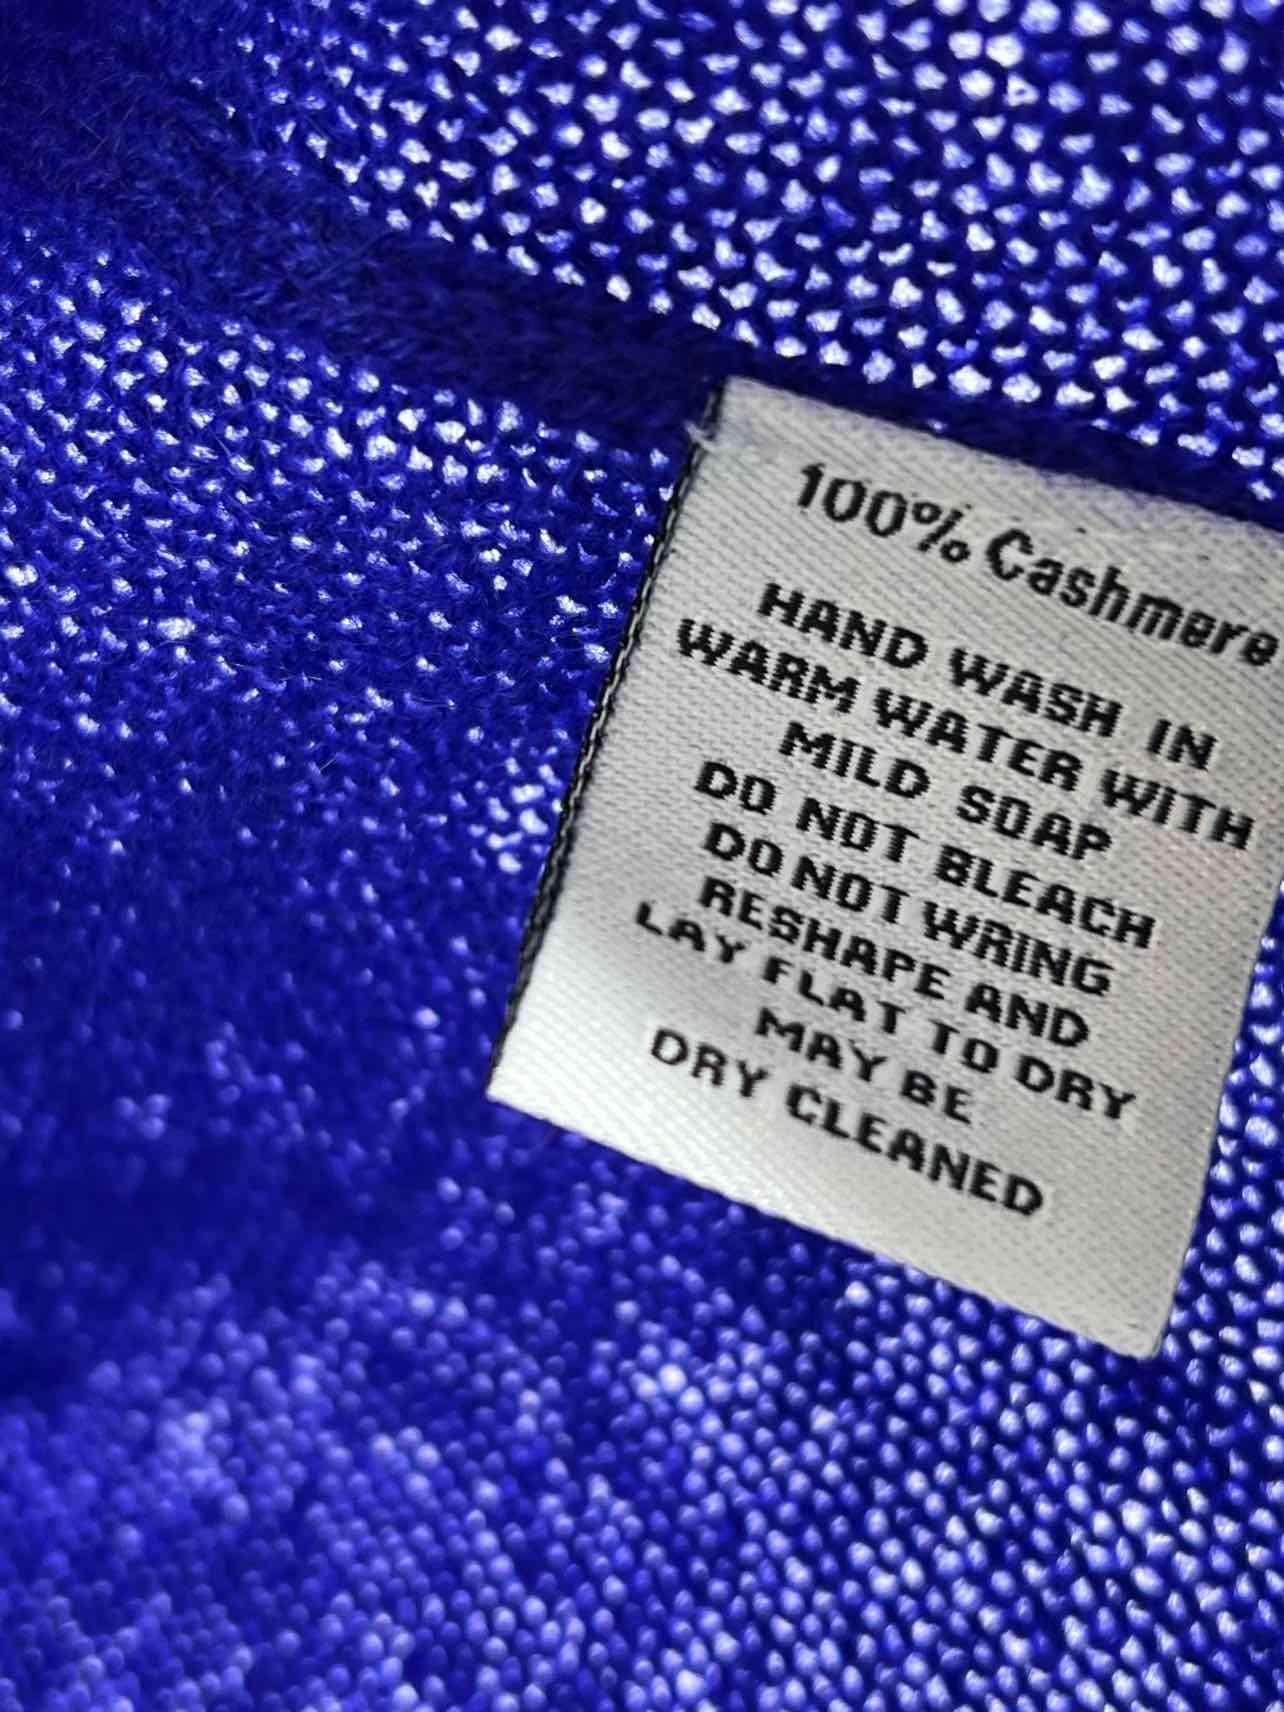 100% Cashmere
HAND WASH IN
WARM WATER WITH
MILD SOAP
DO NOT BLEACH
DO NOT WRING
RESHAPE AND
LAY FLAT TO DRY
MAY BE
DRY CLEANED